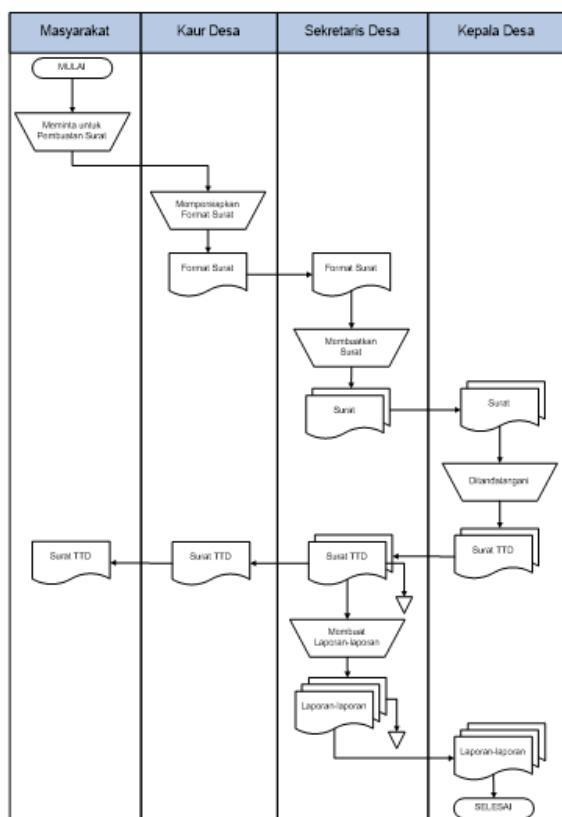 Masyarakat
Kaur Desa
Sekretaris Desa
Kepala Desa
MULAI
Meminta untuk
Pembuatan Surat
Mempersiapkan
Format Surat
Format Surat
Format Surat
Membuatkan
Surat
Surat
Surat
Ditandatangani
Surat TTD
Surat TTD
Surat TTD
Surat TTD
Membuat
Laporan-laporan
Laporan-laporan
Laporan-laporan
SELESAI